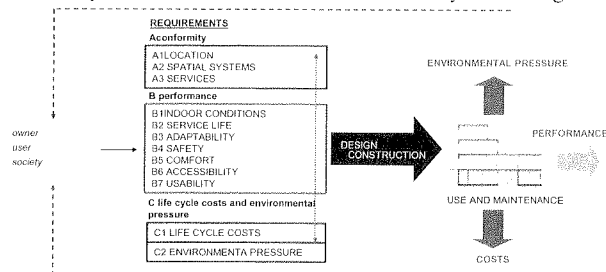 REQUIREMENTS
Aconformity
A1LOCATION
A2 SPATIAL SYSTEMS
A3 SERVICES
B performance
B1INDOOR CONDITIONS
B2 SERVICE LIFE
B3 ADAPTABILITY
B4 SAFETY
B5 COMFORT
B6 ACCESSIBILITY
B7 USABILITY
C life cycle costs and environmental
pressure
C1 LIFE CYCLE COSTS
C2 ENVIRONMENTA PRESSURE
owner
user
society
DESIGN
CONSTRUCTION
ENVIRONMENTAL PRESSURE
PERFORMANCE
USE AND MAINTENANCE
COSTS